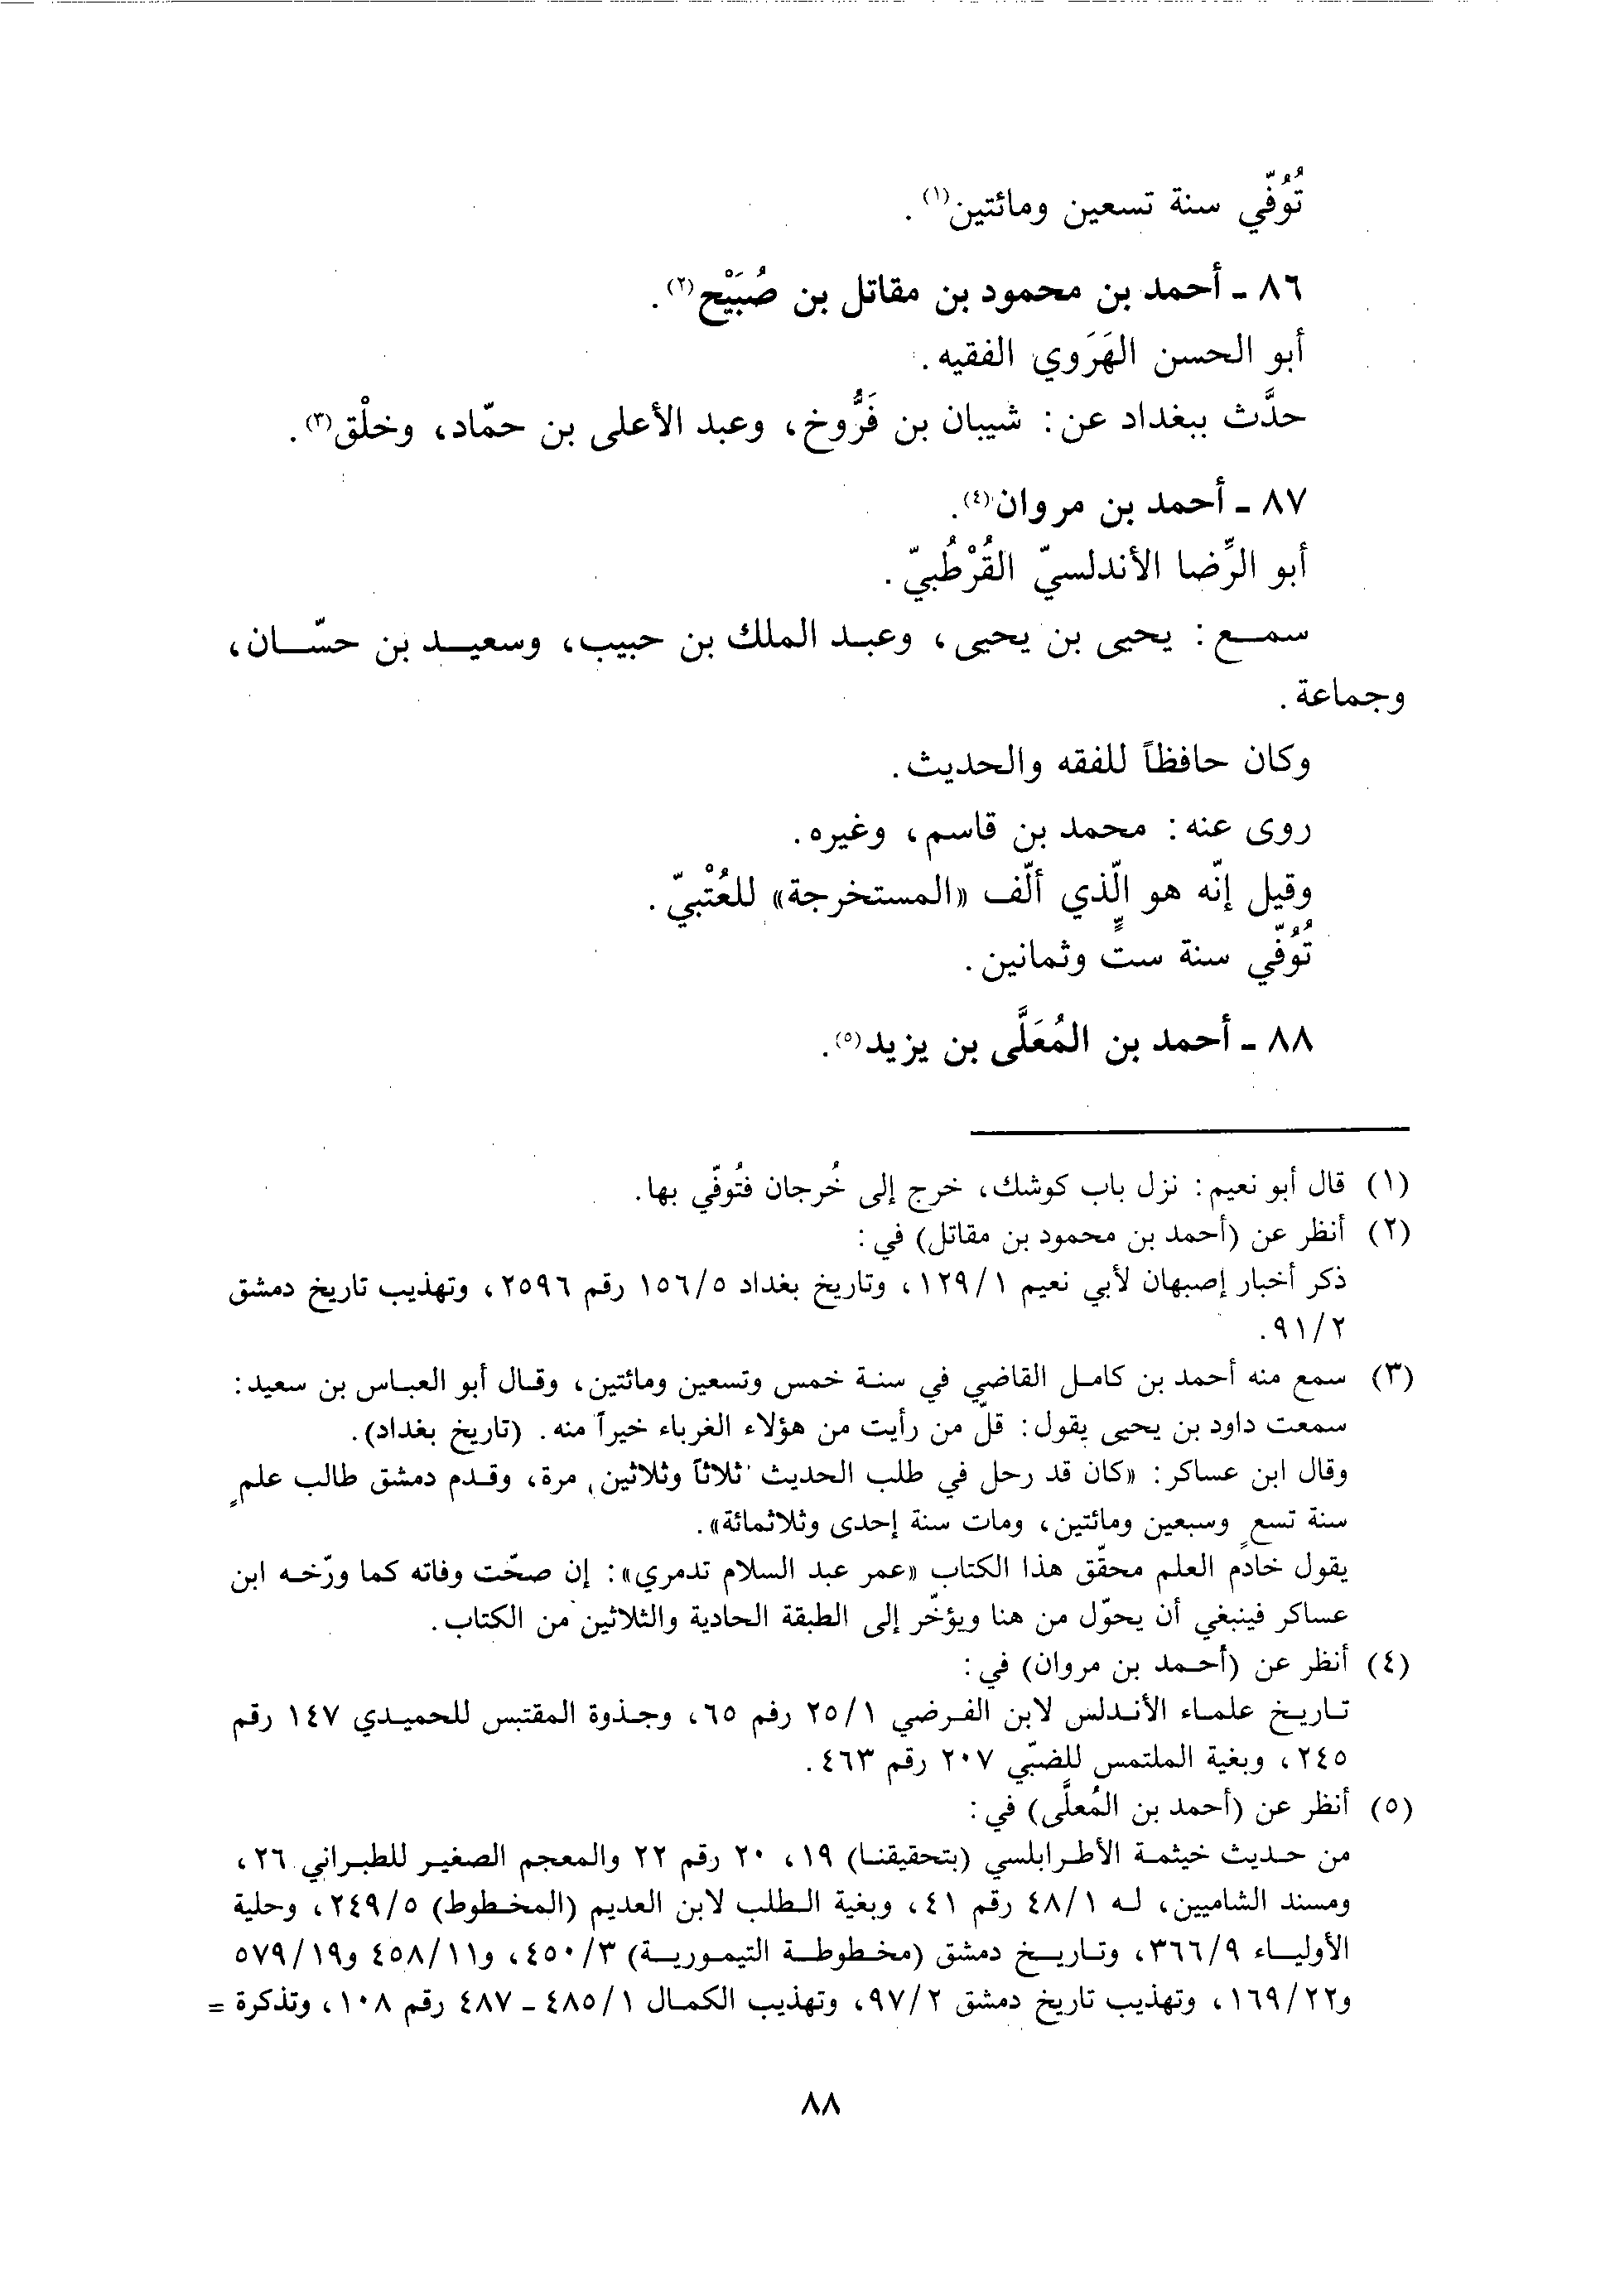 تُوُفّي سنة تسعين ومائتين(١).
٨٦ ـ أحمد بن محمود بن مقاتل بن صُبَيْح(٢).
أبو الحسن الهَرَوي الفقيه.
حدَّث ببغداد عن: شيبان بن فَرُّوخ، وعبد الأعلى بن حمّاد، وخلْق(٣).
٨٧ ـ أحمد بن مروان(٤).
أبو الرِّضا الأندلسيّ القُرْطُبيّ.
سمع: يحيى بن يحيى، وعبد الملك بن حبيب، وسعيد بن حسّان،
وجماعة.
وكان حافظاً للفقه والحديث.
روى عنه: محمد بن قاسم، وغيره.
وقيل إنّه هو الّذي ألّف «المستخرجة» للعُتْبيّ.
تُوُفّي سنة ستٍّ وثمانين.
٨٨ ـ أحمد بن المُعَلَّى بن يزيد(٥).
(١) قال أبو نعيم: نزل باب كوشك، خرج إلى خُرجان فتُوفّي بها.
(٢) أنظر عن (أحمد بن محمود بن مقاتل) في:
ذكر أخبار إصبهان لأبي نعيم ١/١٢٩، وتاريخ بغداد ٥/١٥٦ رقم ٢٥٩٦، وتهذيب تاريخ دمشق
٢/٩١.
(٣) سمع منه أحمد بن كامل القاضي في سنة خمس وتسعين ومائتين، وقال أبو العباس بن سعيد:
سمعت داود بن يحيى يقول: قلّ من رأيت من هؤلاء الغرباء خيراً منه. (تاريخ بغداد).
وقال ابن عساكر: «كان قد رحل في طلب الحديث ثلاثاً وثلاثين مرة، وقدم دمشق طالب علمٍ
سنة تسعٍ وسبعين ومائتين، ومات سنة إحدى وثلاثمائة».
يقول خادم العلم محقّق هذا الكتاب «عمر عبد السلام تدمري»: إن صحّت وفاته كما ورّخه ابن
عساكر فينبغي أن يحوّل من هنا ويؤخّر إلى الطبقة الحادية والثلاثين من الكتاب.
(٤) أنظر عن (أحمد بن مروان) في:
تاريخ علماء الأندلس لابن الفرضي ١/٢٥ رقم ٦٥، وجذوة المقتبس للحميدي ١٤٧ رقم
٢٤٥، وبغية الملتمس للضبّي ٢٠٧ رقم ٤٦٣.
(٥) أنظر عن (أحمد بن المُعلَّى) في:
من حديث خيثمة الأطرابلسي (بتحقيقنا) ١٩، ٢٠ رقم ٢٢ والمعجم الصغير للطبراني ٢٦،
ومسند الشاميين، له ١/٤٨ رقم ٤١، وبغية الطلب لابن العديم (المخطوط) ٥/٢٤٩، وحلية
الأولياء ٩/٣٦٦، وتاريخ دمشق (مخطوطة التيمورية) ٣/٤٥٠، و١١/٤٥٨ و١٩/٥٧٩
و٢٢/١٦٩، وتهذيب تاريخ دمشق ٢/٩٧، وتهذيب الكمال ١/٤٨٥ ـ ٤٨٧ رقم ١٠٨، وتذكرة =
٨٨